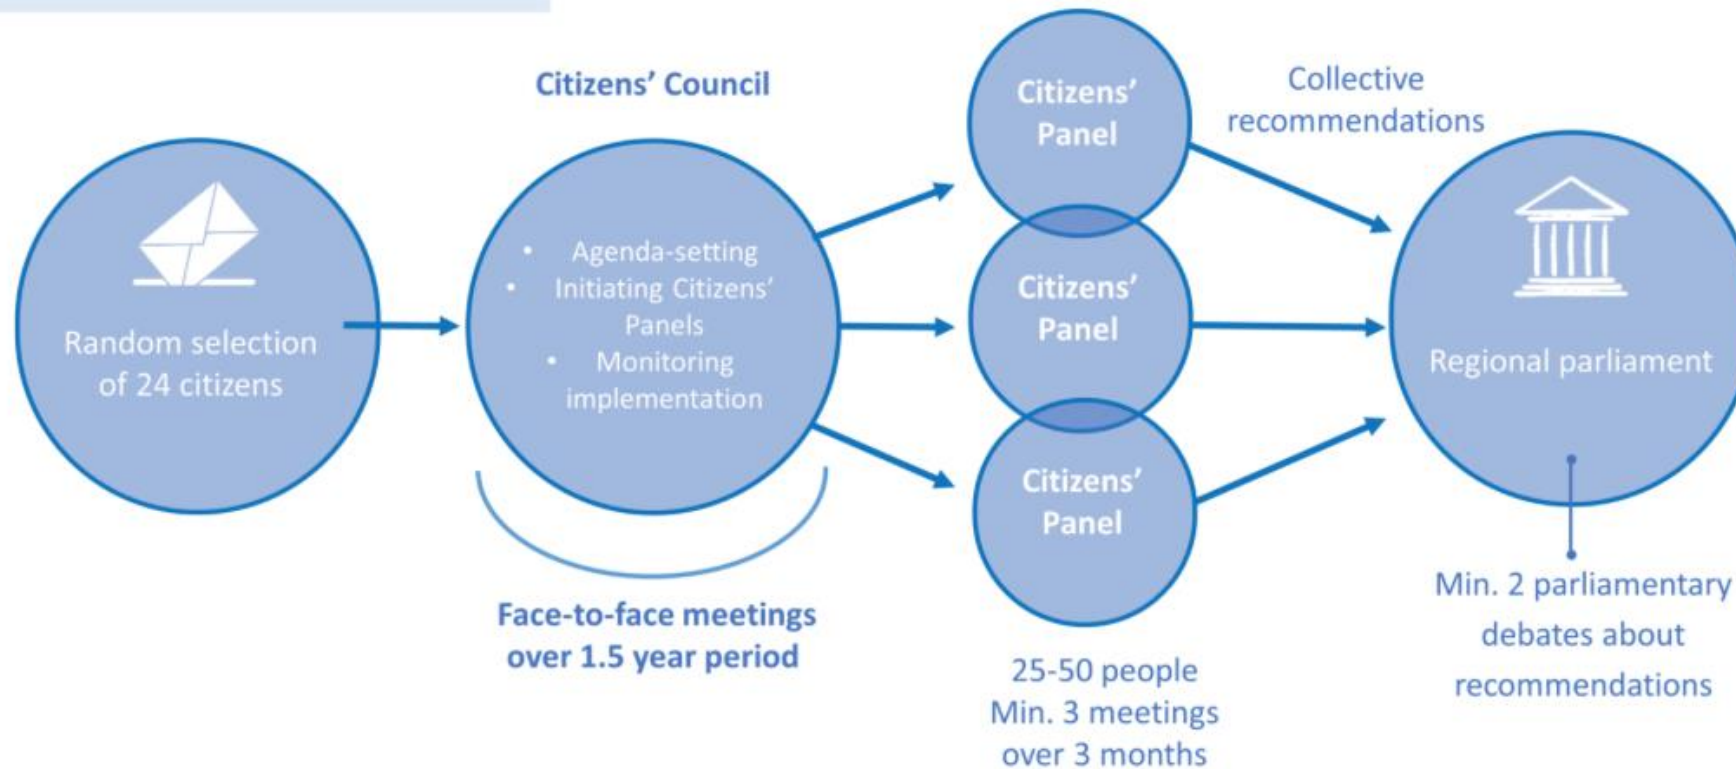 Random selection
of 24 citizens
Citizens' Council
• Agenda-setting
• Initiating Citizens'
Panels
• Monitoring
implementation
Face-to-face meetings
over 1.5 year period
Citizens'
Panel
Citizens'
Panel
Citizens'
Panel
25-50 people
Min. 3 meetings
over 3 months
Collective
recommendations
Regional parliament
Min. 2 parliamentary
debates about
recommendations